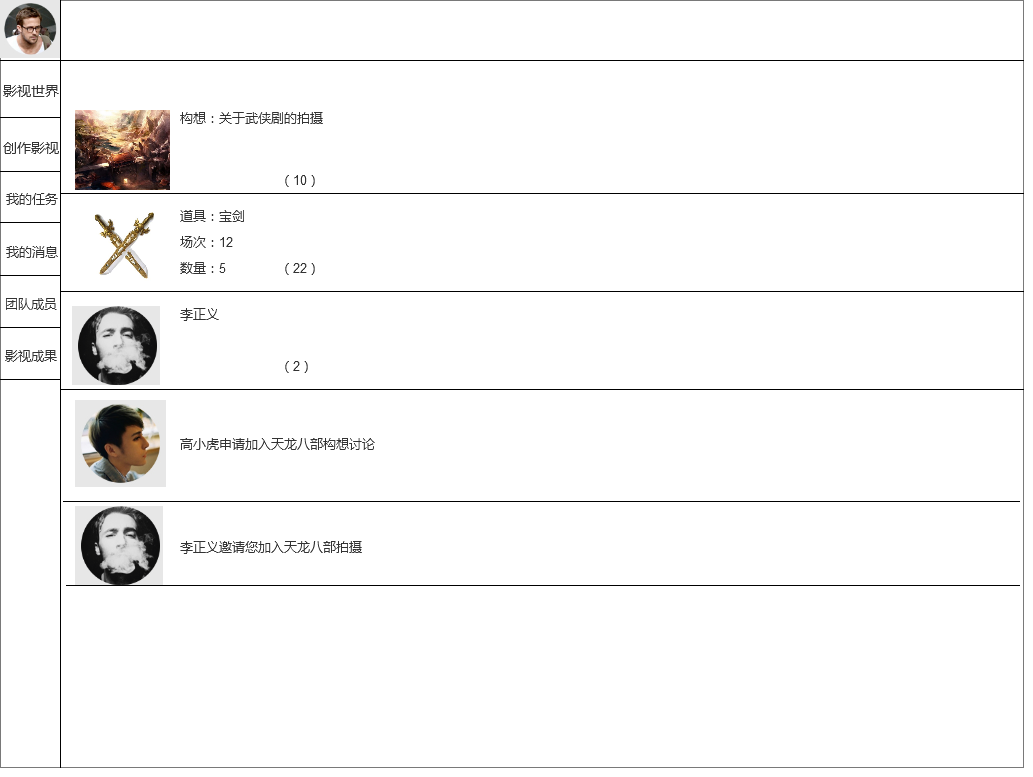 影视世界
创作影视
我的任务
我的消息
团队成员
影视成果
构想：关于武侠剧的拍摄
（10）
道具：宝剑
场次：12
数量：5 （22）
李正义
（2）
高小虎申请加入天龙八部构想讨论
李正义邀请您加入天龙八部拍摄